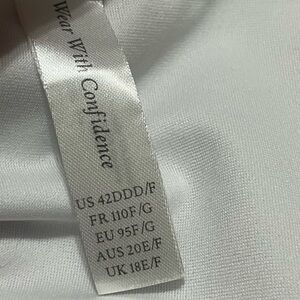 Wear With Confidence
US 42DDD/F
FR 110F/G
EU 95F/G
AUS 20E/F
UK 18E/F